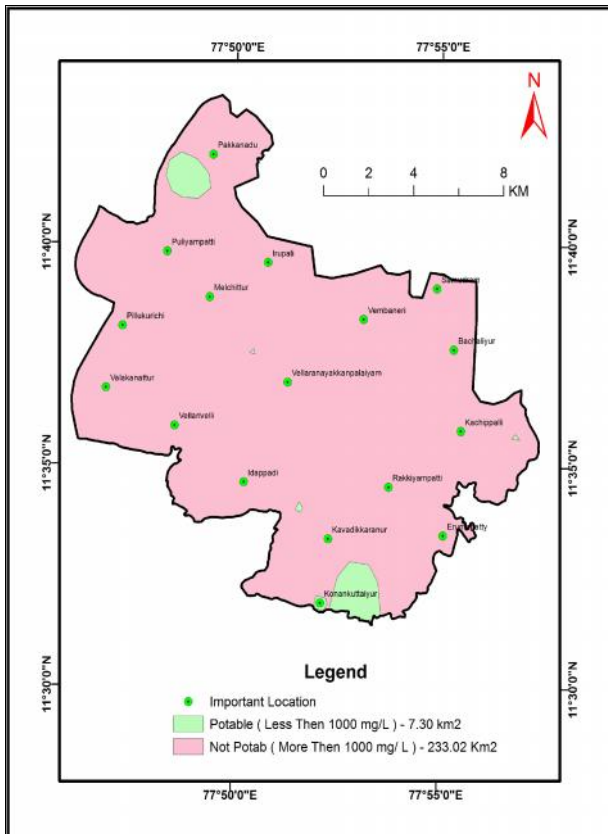 77°50'0"E
77°55'0"E
N
0 2 4 6 8
KM
Pakkanadu
11°40'0"N
11°40'0"N
Puliyampatti
Irupali
Melchittur
Pillukurichi
Vembaneri
Bachaliyur
Vellaranayakkanpalaiyam
Velakanattur
Vellarivelli
Kachippalli
11°35'0"N
11°35'0"N
Idappadi
Rakkiyampatti
Kavadikkaranur
Konankuttaiyur
Legend
11°30'0"N
11°30'0"N
Important Location
Potable ( Less Then 1000 mg/L ) - 7.30 km2
Not Potab ( More Then 1000 mg/ L ) - 233.02 Km2
77°50'0"E
77°55'0"E